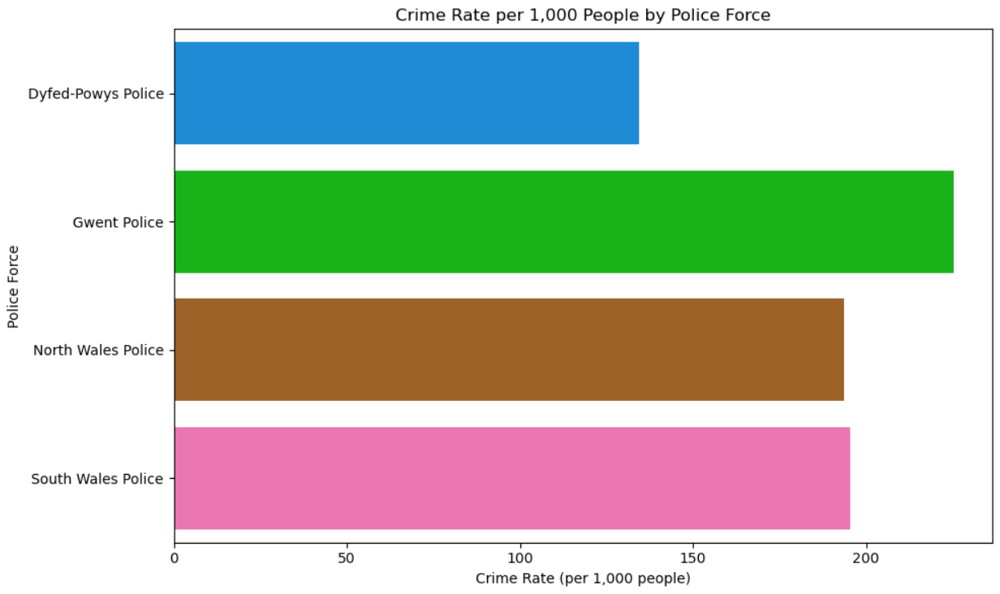 Crime Rate per 1,000 People by Police Force
Dyfed-Powys Police
Gwent Police
North Wales Police
South Wales Police
Police Force
0 50 100 150 200
Crime Rate (per 1,000 people)